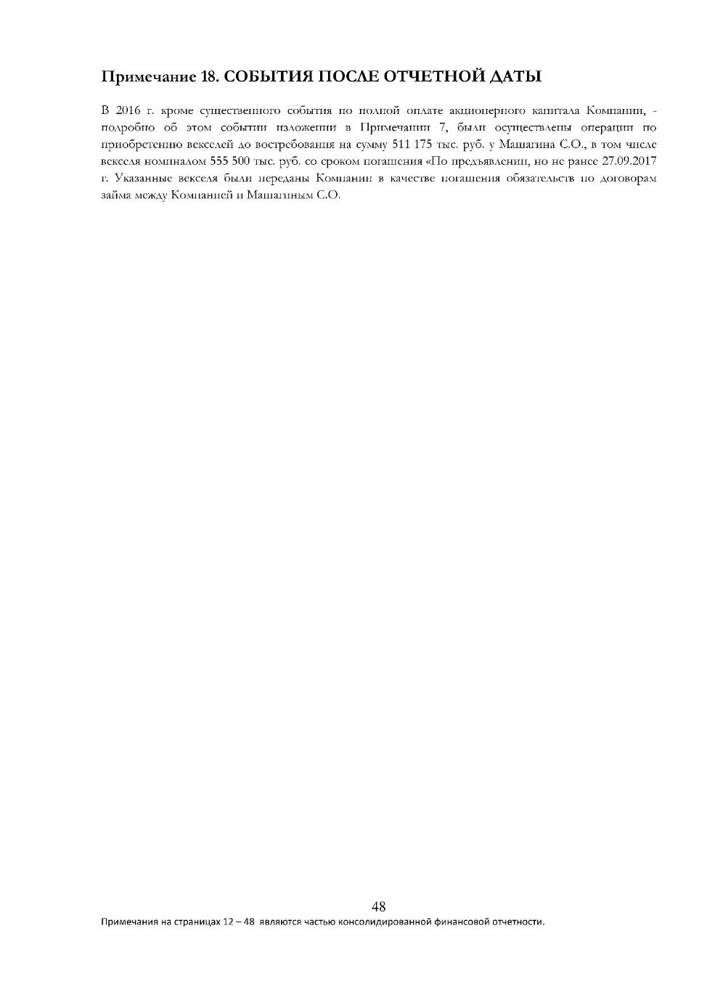 Примечание 18. СОБЫТИЯ ПОСЛЕ ОТЧЕТНОЙ ДАТЫ
В 2016 г. кроме существенного события по полной оплате акционерного капитала Компании, -
подробно об этом событии изложении в Примечании 7, были осуществлены операции по
приобретению векселей до востребования на сумму 511 175 тыс. руб. у Машагина С.О., в том числе
векселя номиналом 555 500 тыс. руб. со сроком погашения «По предъявлении, но не ранее 27.09.2017
г. Указанные векселя были переданы Компании в качестве погашения обязательств по договорам
займа между Компанией и Машагиным С.О.
48
Примечания на страницах 12 – 48 являются частью консолидированной финансовой отчетности.